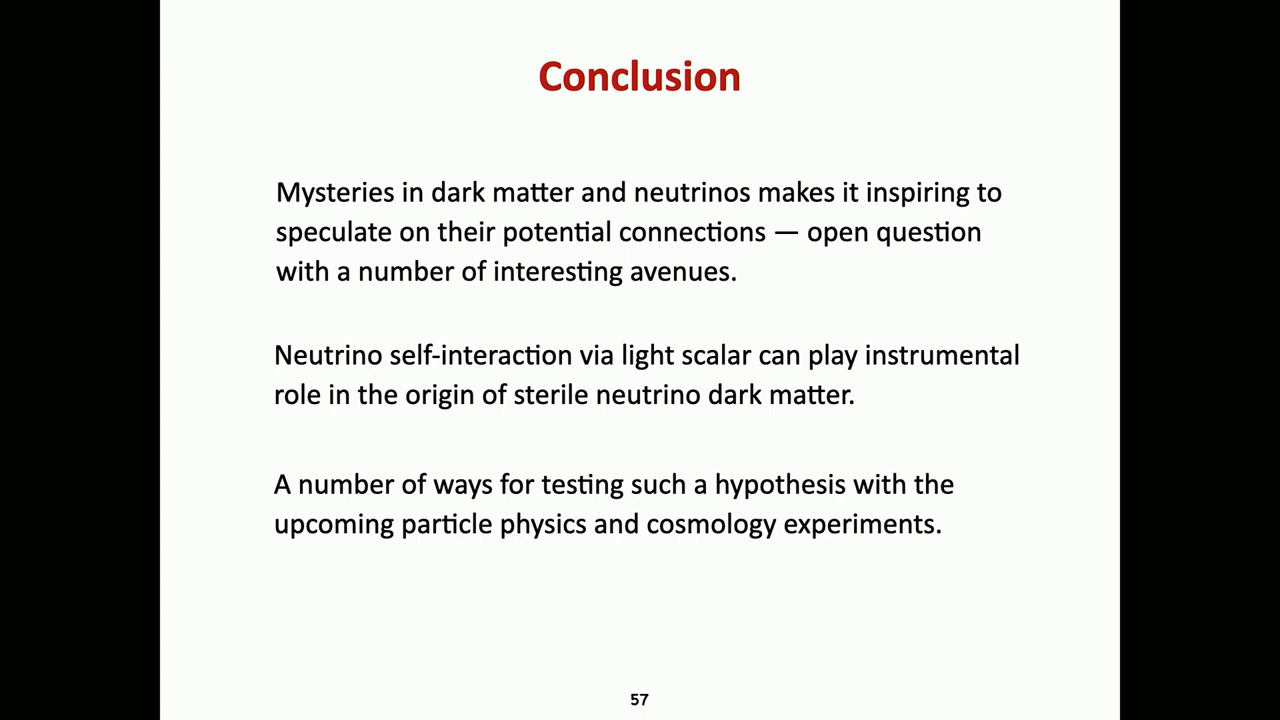 Conclusion
Mysteries in dark matter and neutrinos makes it inspiring to
speculate on their potential connections — open question
with a number of interesting avenues.
Neutrino self-interaction via light scalar can play instrumental
role in the origin of sterile neutrino dark matter.
A number of ways for testing such a hypothesis with the
upcoming particle physics and cosmology experiments.
57